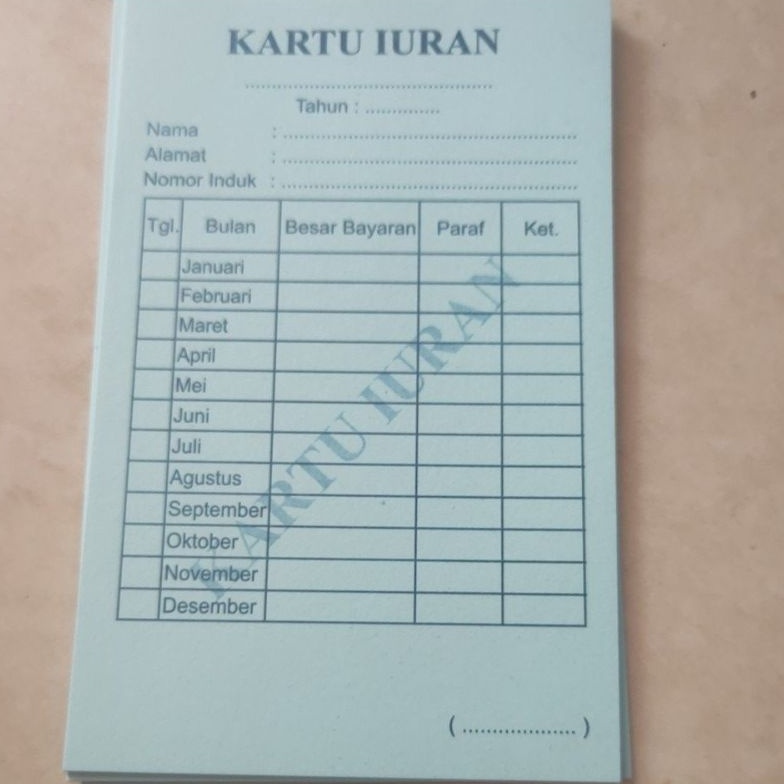 KARTU IURAN
..................................................
Tahun : ..............
Nama : ............................................................
Alamat : ............................................................
Nomor Induk : ............................................................
Tgl. Bulan Besar Bayaran Paraf Ket.
Januari
Februari
Maret
April
Mei
Juni
Juli
Agustus
September
Oktober
November
Desember
KARTU IURAN
( .................... )